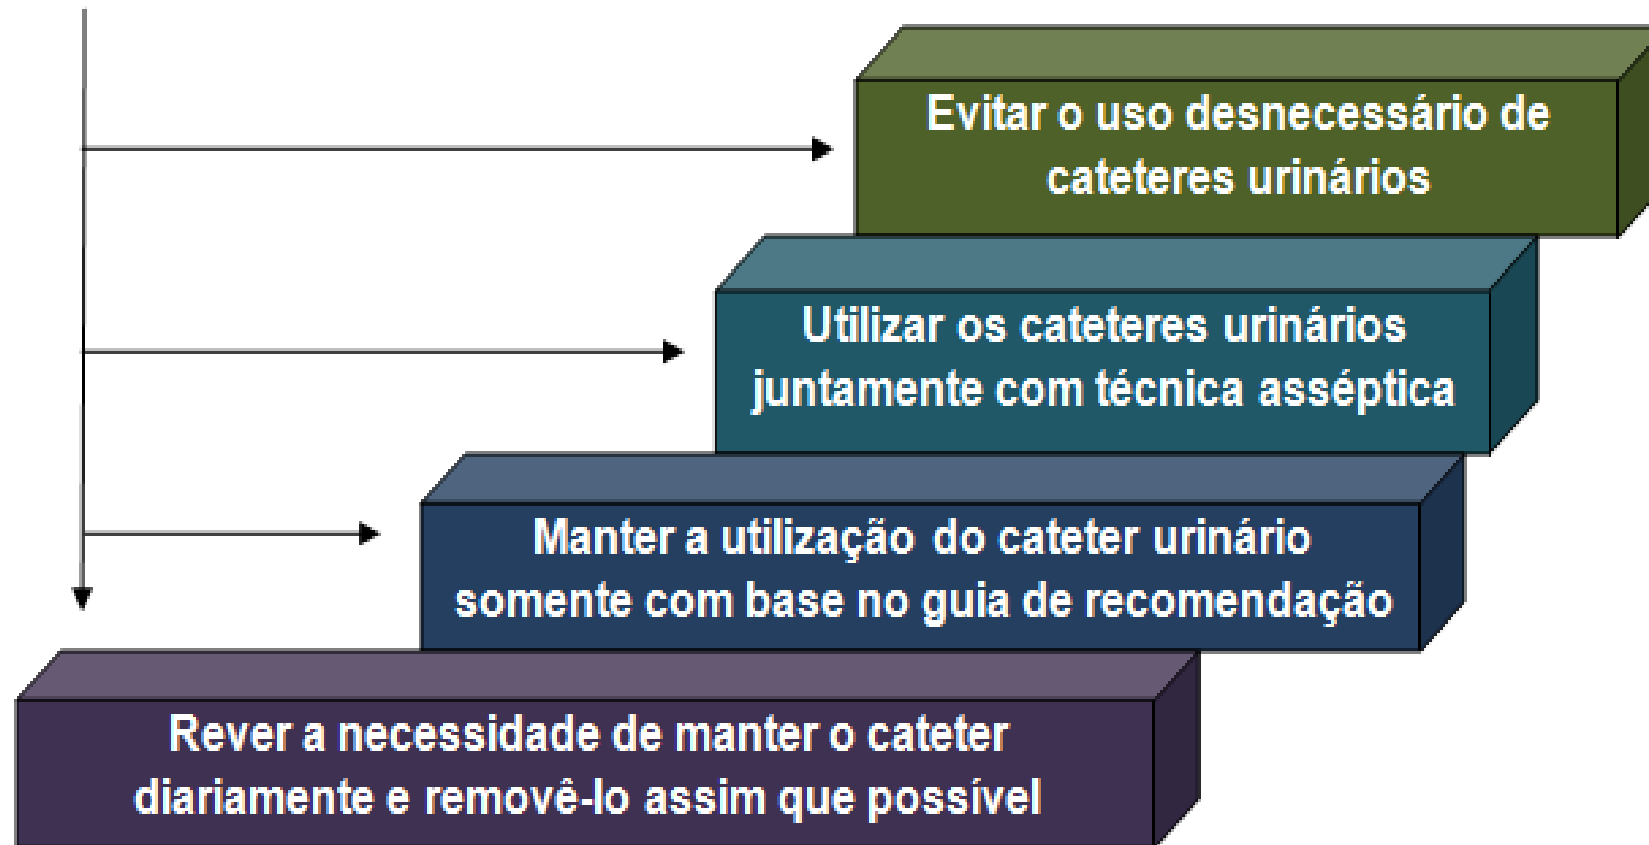 Evitar o uso desnecessário de
cateteres urinários
Utilizar os cateteres urinários
juntamente com técnica asséptica
Manter a utilização do cateter urinário
somente com base no guia de recomendação
Rever a necessidade de manter o cateter
diariamente e removê-lo assim que possível